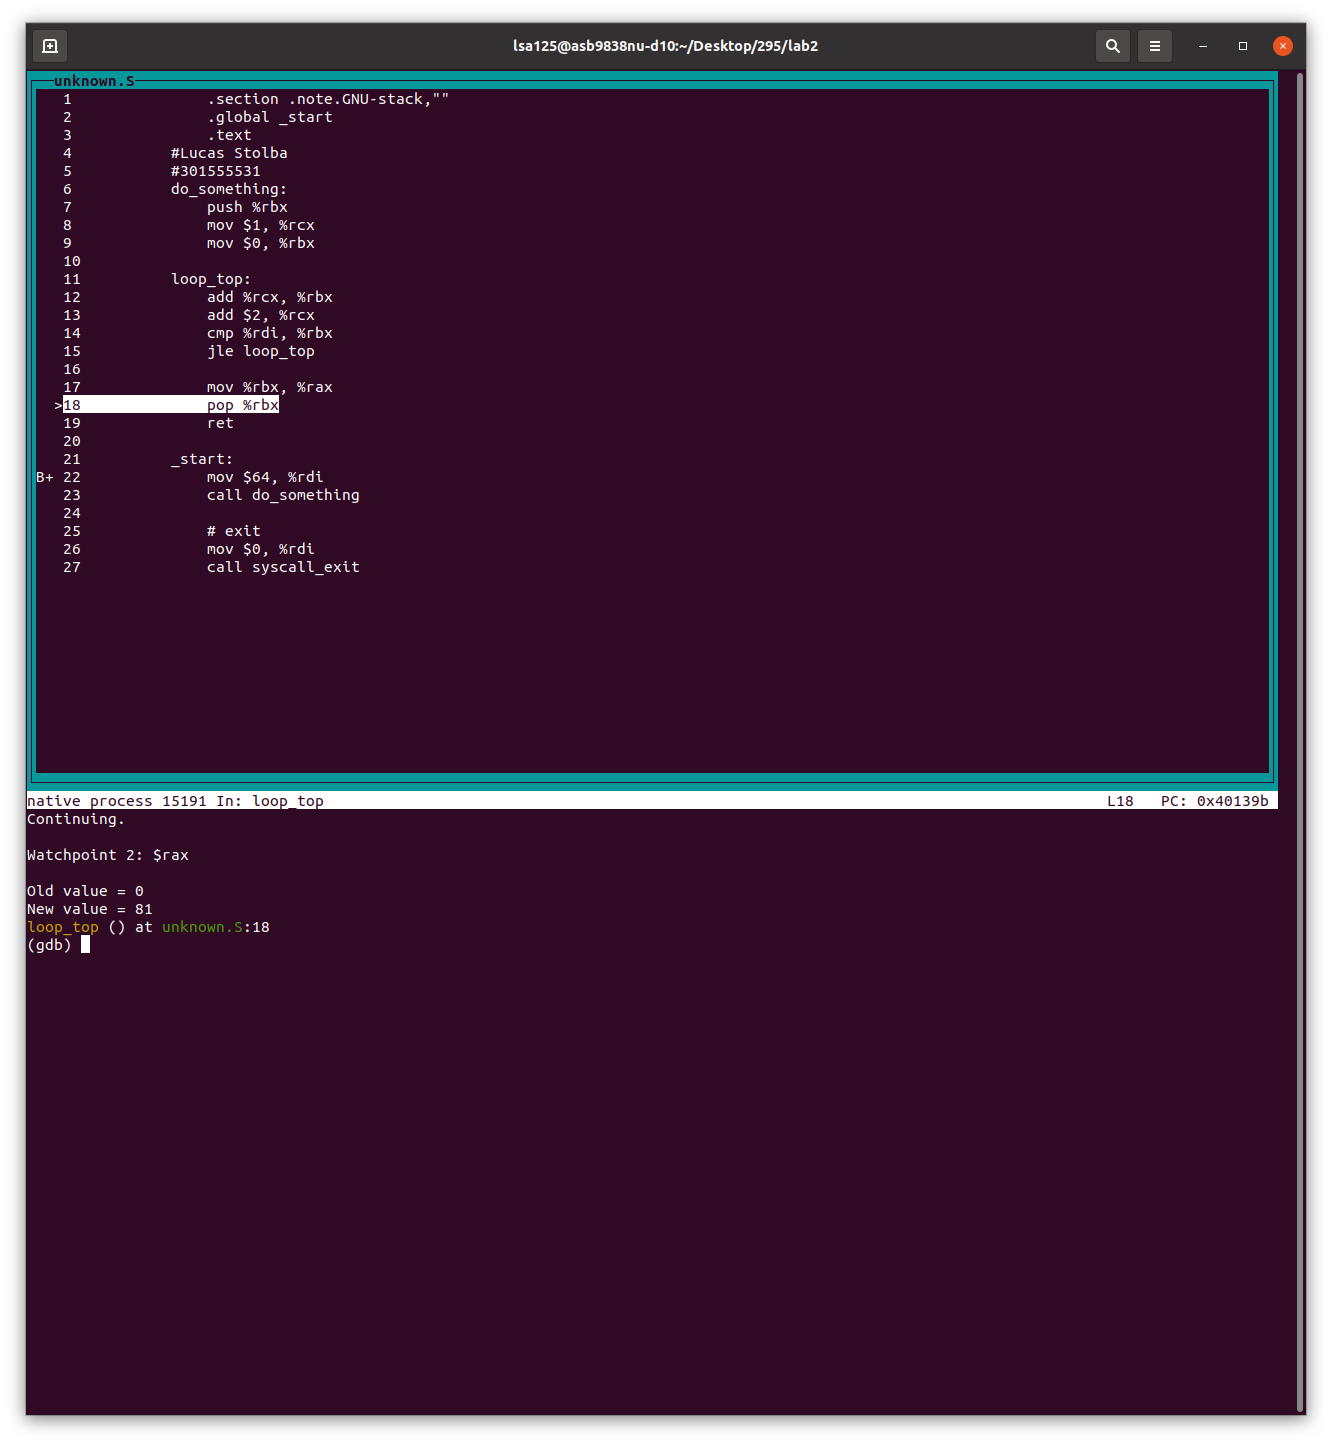 lsa125@asb9838nu-d10:~/Desktop/295/lab2
unknown.S
1 .section .note.GNU-stack,""
2 .global _start
3 .text
4 #Lucas Stolba
5 #301555531
6 do_something:
7 push %rbx
8 mov $1, %rcx
9 mov $0, %rbx
10
11 loop_top:
12 add %rcx, %rbx
13 add $2, %rcx
14 cmp %rdi, %rbx
15 jle loop_top
16
17 mov %rbx, %rax
>18 pop %rbx
19 ret
20
21 _start:
B+ 22 mov $64, %rdi
23 call do_something
24
25 # exit
26 mov $0, %rdi
27 call syscall_exit
native process 15191 In: loop_top L18 PC: 0x40139b
Continuing.
Watchpoint 2: $rax
Old value = 0
New value = 81
loop_top () at unknown.S:18
(gdb)